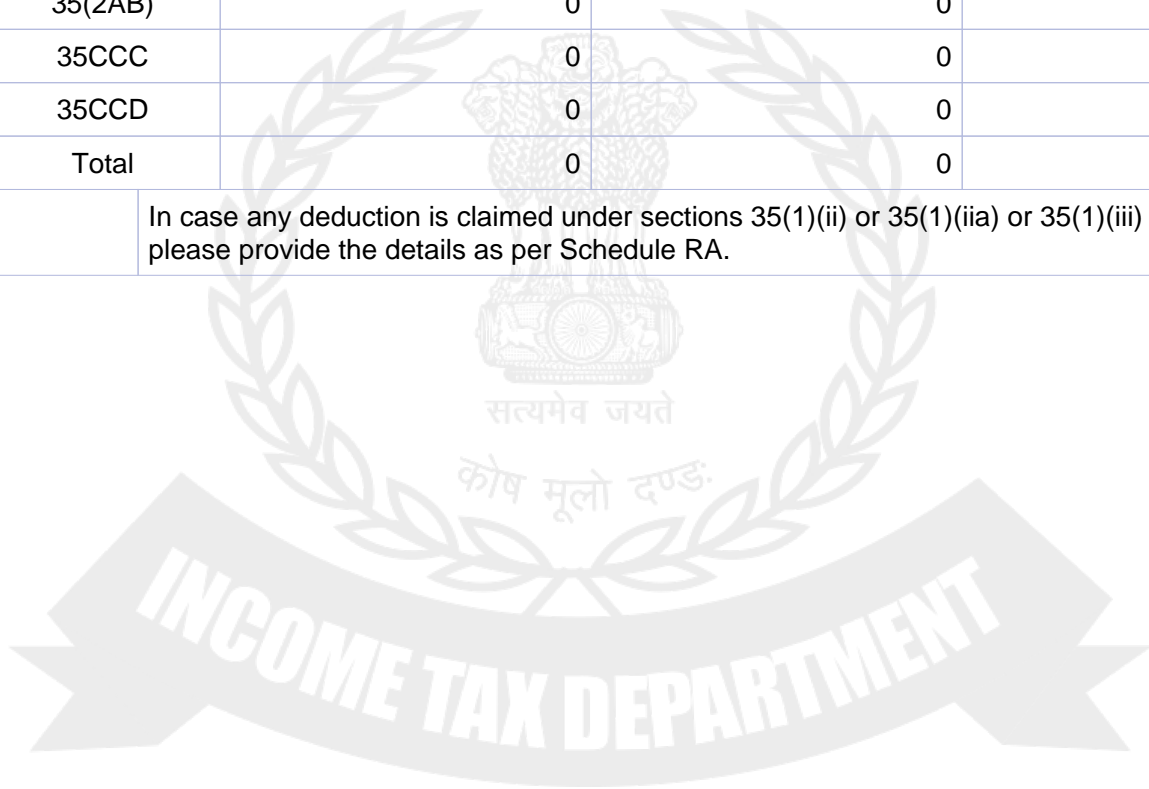 35(2AB) 0 0
35CCC 0 0
35CCD 0 0
Total 0 0
In case any deduction is claimed under sections 35(1)(ii) or 35(1)(iia) or 35(1)(iii)
please provide the details as per Schedule RA.
सत्यमेव जयते
कोष मूलो दण्डः
INCOME TAX DEPARTMENT